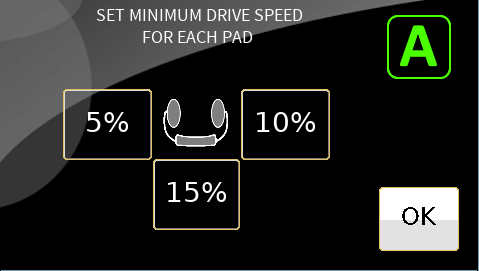 SET MINIMUM DRIVE SPEED
FOR EACH PAD
A
5%
10%
15%
OK